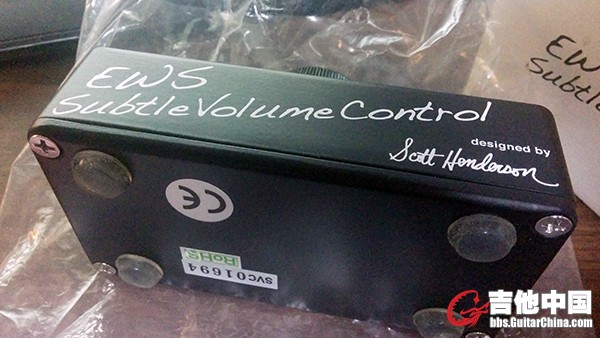 EWS
Subtle Volume Control
designed by
Scott Henderson
EWS
Subtle
CE
SVC01694
RoHS
吉他中国
bbs.GuitarChina.com